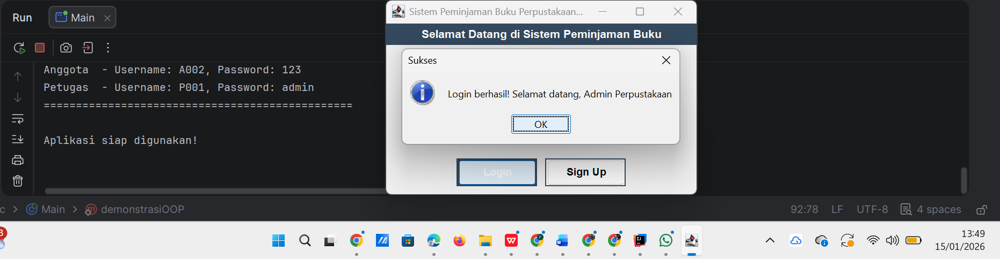 Run
Main
Anggota  - Username: A002, Password: 123
Petugas  - Username: P001, Password: admin
================================================
Aplikasi siap digunakan!
Sistem Peminjaman Buku Perpustakaan...
Selamat Datang di Sistem Peminjaman Buku
Sukses
Login berhasil! Selamat datang, Admin Perpustakaan
OK
Login
Sign Up
c > Main > demonstrasiOOP
92:78 LF UTF-8 4 spaces
3
13:49
15/01/2026